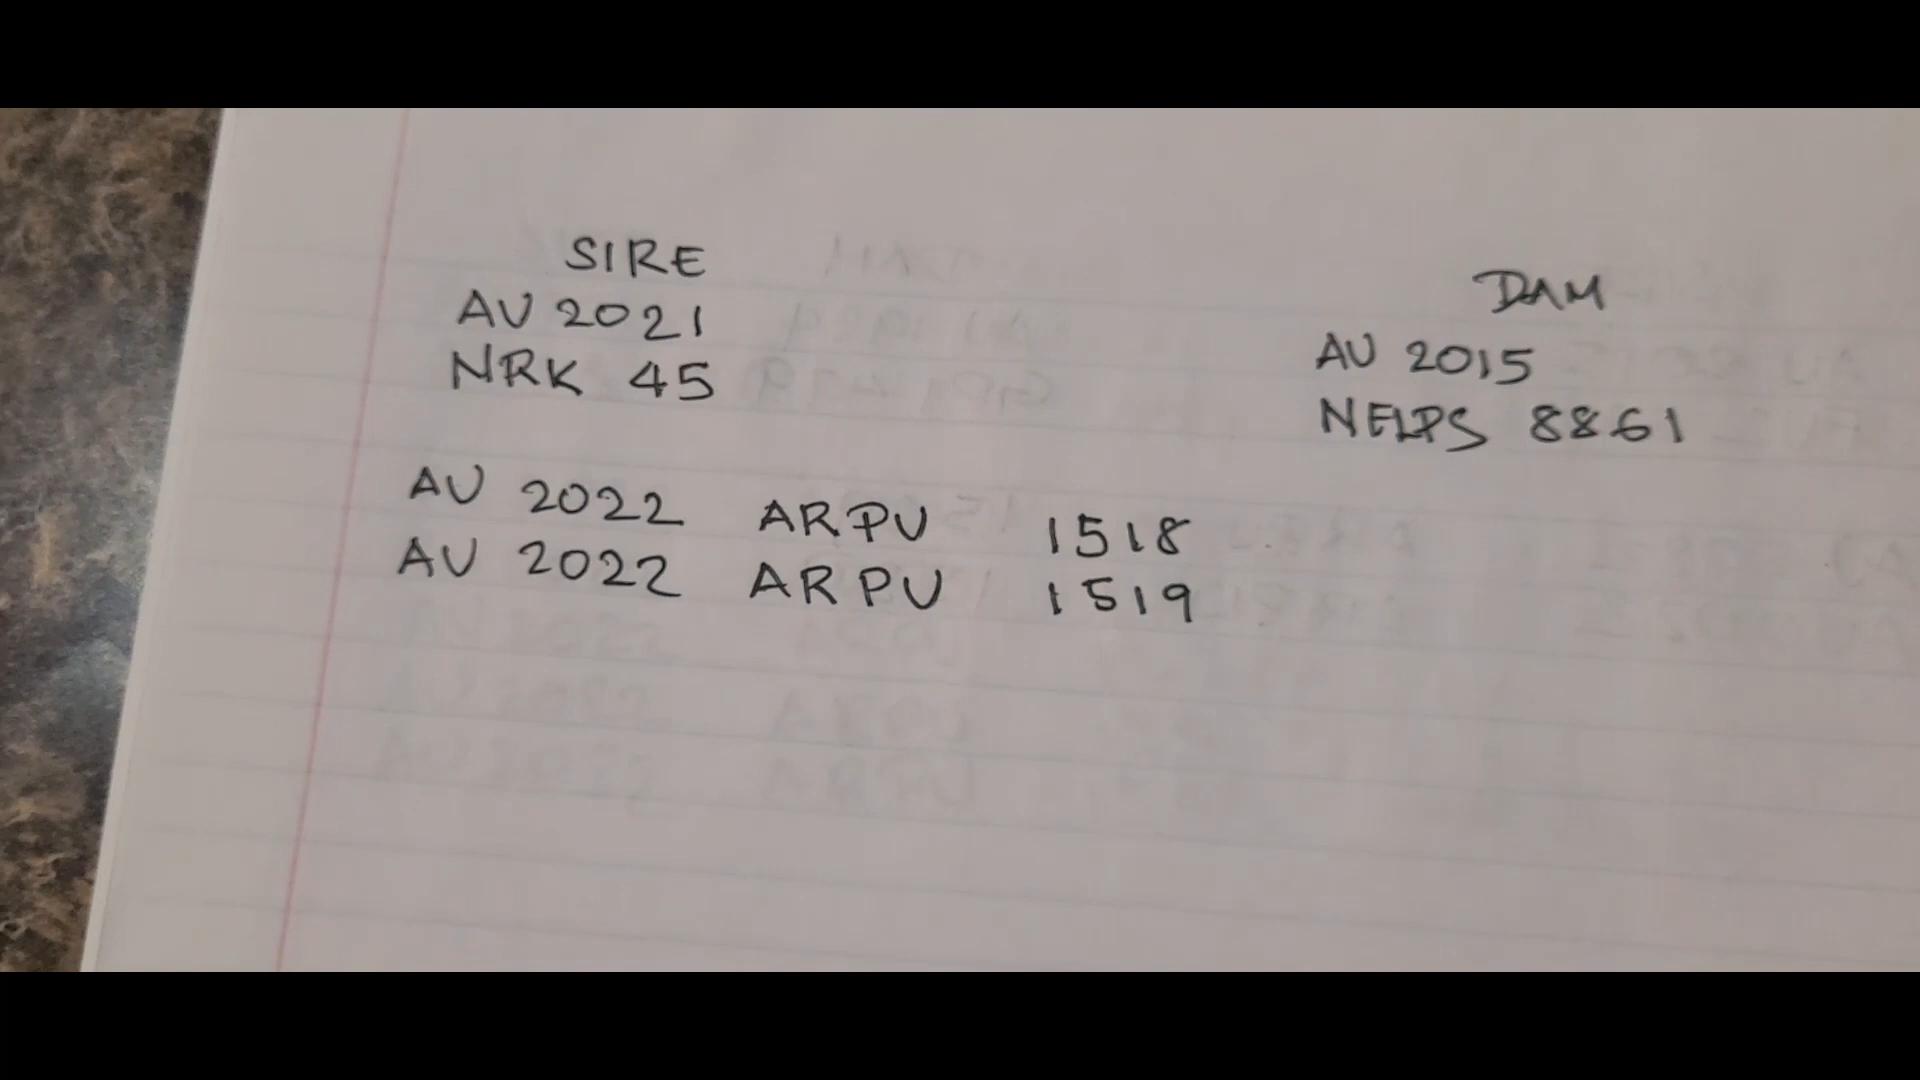 SIRE
AU 2021
NRK 45
DAM
AU 2015
NELPS 8861
AU 2022 ARPU 1518
AU 2022 ARPU 1519